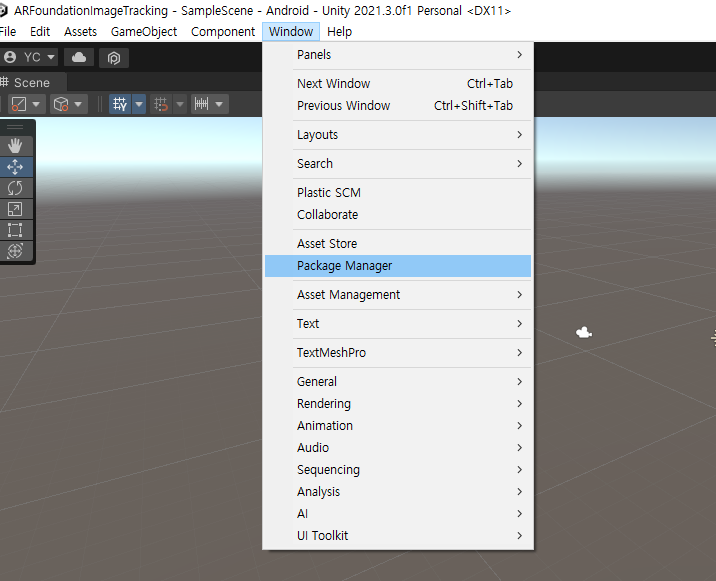 ARFoundationImageTracking - SampleScene - Android - Unity 2021.3.0f1 Personal <DX11>
File Edit Assets GameObject Component Window Help
YC
Scene
Panels
Next Window Ctrl+Tab
Previous Window Ctrl+Shift+Tab
Layouts
Search
Plastic SCM
Collaborate
Asset Store
Package Manager
Asset Management
Text
TextMeshPro
General
Rendering
Animation
Audio
Sequencing
Analysis
AI
UI Toolkit